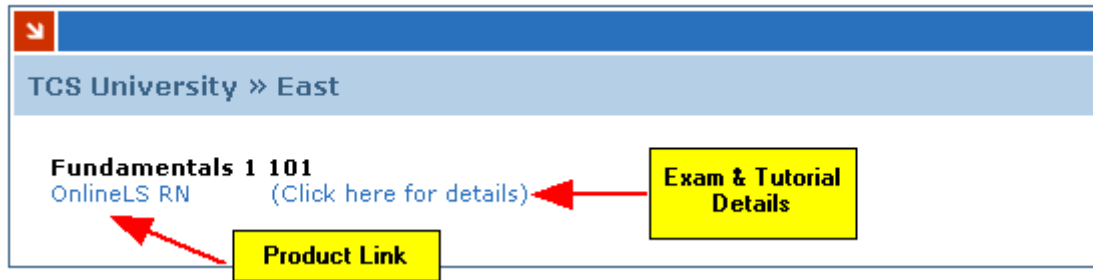 TCS University » East
Fundamentals 1 101
OnlineLS RN (Click here for details)
Exam & Tutorial
Details
Product Link